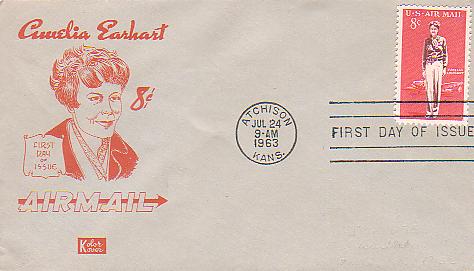 Amelia Earhart
8¢
FIRST
DAY
OF
ISSUE
AIRMAIL
Kolor
Kover
ATCHISON
JUL 24
9-AM
1963
KANS.
U·S·AIR MAIL
8¢
FIRST DAY OF ISSUE